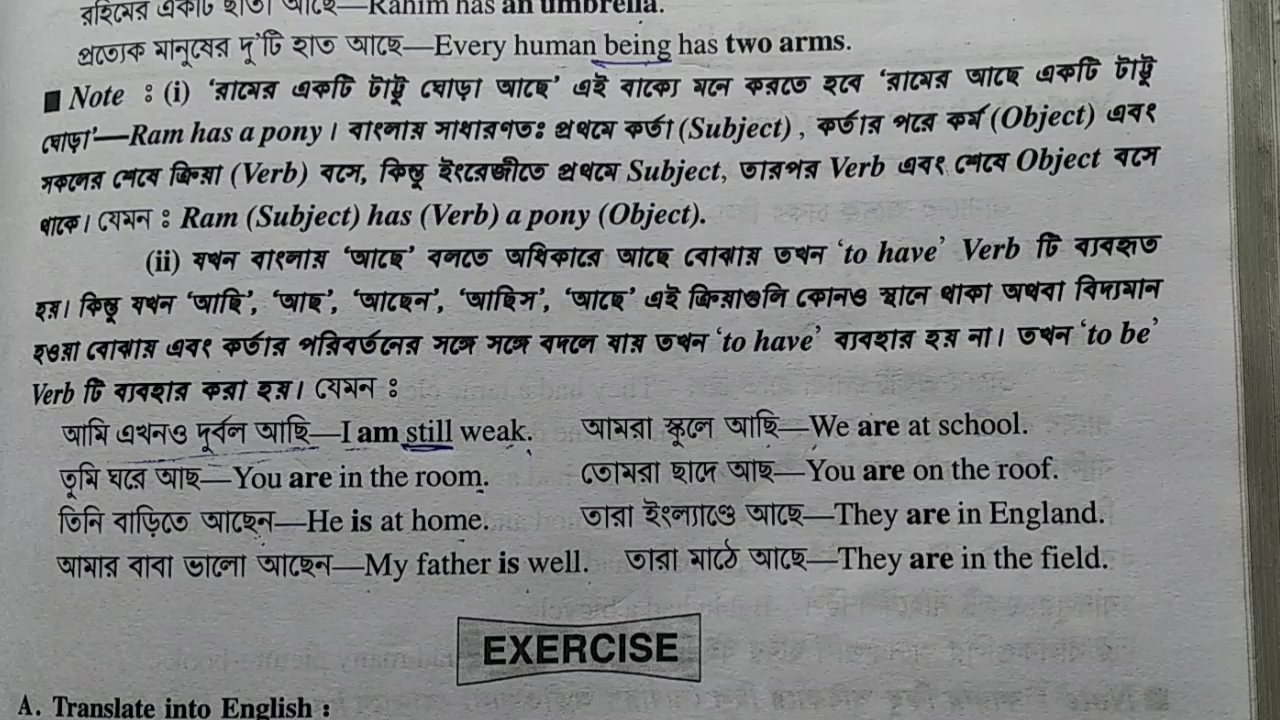 রহিমের একটি ছাতা আছে—Rahim has an umbrella.
প্রত্যেক মানুষের দু'টি হাত আছে—Every human being has two arms.
■ Note : (i) 'রামের একটি টাট্টু ঘোড়া আছে' এই বাক্যে মনে করতে হবে 'রামের আছে একটি টাট্টু
ঘোড়া'—Ram has a pony। বাংলায় সাধারণতঃ প্রথমে কর্তা (Subject), কর্তার পরে কর্ম (Object) এবং
সকলের শেষে ক্রিয়া (Verb) বসে, কিন্তু ইংরেজীতে প্রথমে Subject, তারপর Verb এবং শেষে Object বসে
থাকে। যেমন : Ram (Subject) has (Verb) a pony (Object).
(ii) যখন বাংলায় 'আছে' বলতে অধিকারে আছে বোঝায় তখন 'to have' Verb টি ব্যবহৃত
হয়। কিন্তু যখন 'আছি', 'আছ', 'আছেন', 'আছিস', 'আছে' এই ক্রিয়াগুলি কোনও স্থানে থাকা অথবা বিদ্যমান
হওয়া বোঝায় এবং কর্তার পরিবর্তনের সঙ্গে সঙ্গে বদলে যায় তখন 'to have' ব্যবহার হয় না। তখন 'to be'
Verb টি ব্যবহার করা হয়। যেমন :
আমি এখনও দুর্বল আছি—I am still weak. আমরা স্কুলে আছি—We are at school.
তুমি ঘরে আছ—You are in the room. তোমরা ছাদে আছ—You are on the roof.
তিনি বাড়িতে আছেন—He is at home. তারা ইংল্যাণ্ডে আছে—They are in England.
আমার বাবা ভালো আছেন—My father is well. তারা মাঠে আছে—They are in the field.
EXERCISE
A. Translate into English :